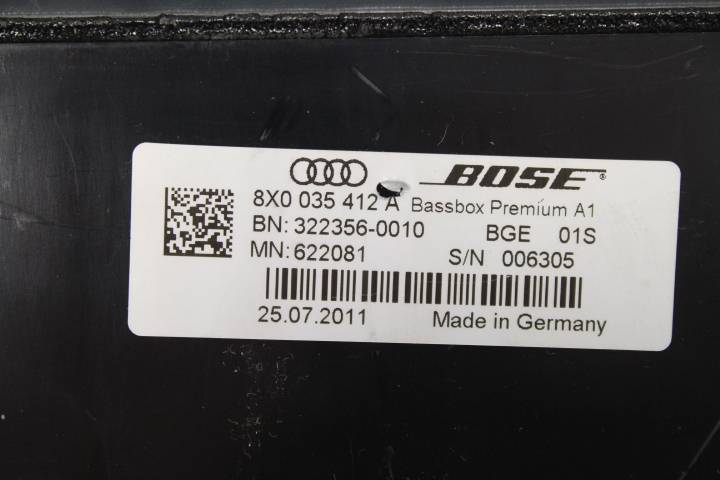 BOSE®
8X0 035 412 A Bassbox Premium A1
BN: 322356-0010 BGE 01S
MN: 622081 S/N 006305
25.07.2011 Made in Germany